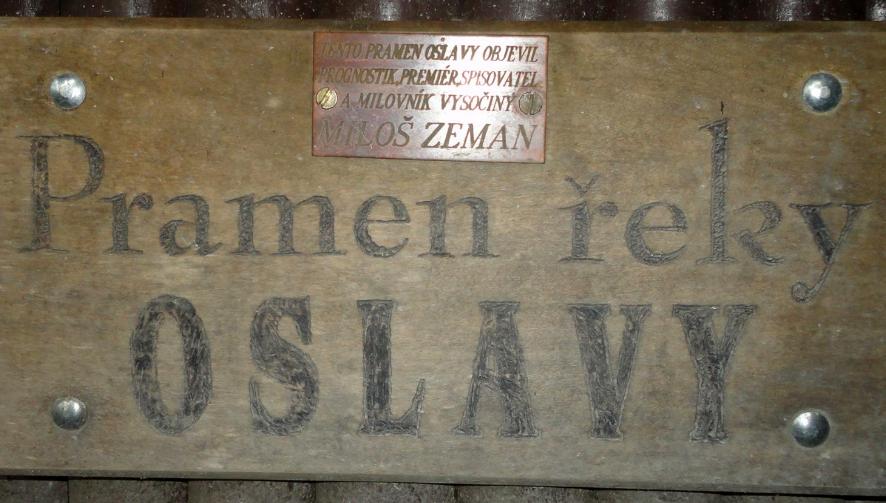 TENTO PRAMEN OSLAVY OBJEVIL
PROGNOSTIK, PREMIÉR, SPISOVATEL
A MILOVNÍK VYSOČINY
MILOŠ ZEMAN
Pramen řeky
OSLAVY